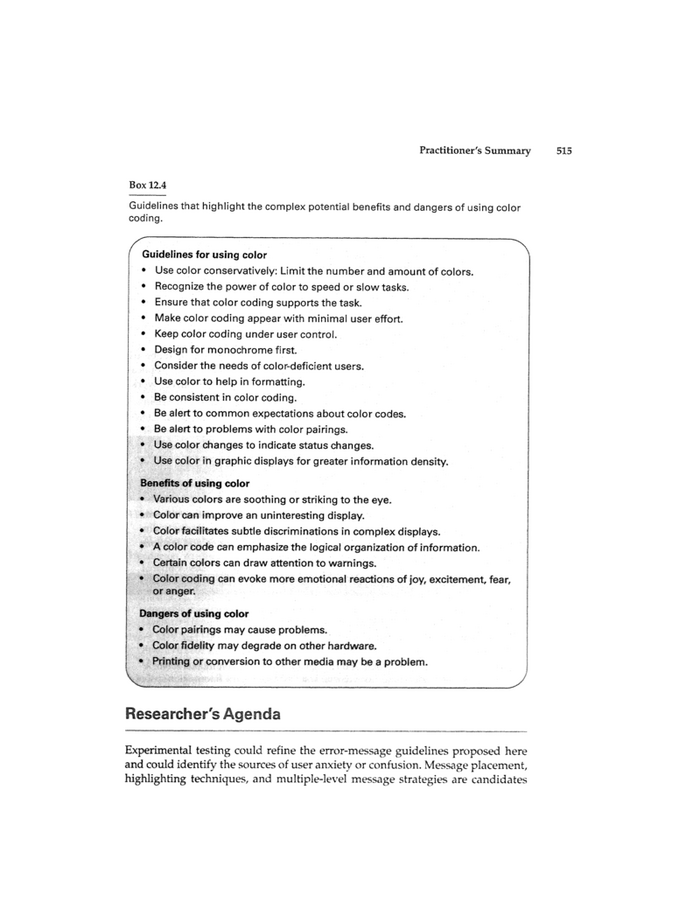 Practitioner's Summary 515
Box 12.4
Guidelines that highlight the complex potential benefits and dangers of using color
coding.
Guidelines for using color
• Use color conservatively: Limit the number and amount of colors.
• Recognize the power of color to speed or slow tasks.
• Ensure that color coding supports the task.
• Make color coding appear with minimal user effort.
• Keep color coding under user control.
• Design for monochrome first.
• Consider the needs of color-deficient users.
• Use color to help in formatting.
• Be consistent in color coding.
• Be alert to common expectations about color codes.
• Be alert to problems with color pairings.
• Use color changes to indicate status changes.
• Use color in graphic displays for greater information density.
Benefits of using color
• Various colors are soothing or striking to the eye.
• Color can improve an uninteresting display.
• Color facilitates subtle discriminations in complex displays.
• A color code can emphasize the logical organization of information.
• Certain colors can draw attention to warnings.
• Color coding can evoke more emotional reactions of joy, excitement, fear,
or anger.
Dangers of using color
• Color pairings may cause problems.
• Color fidelity may degrade on other hardware.
• Printing or conversion to other media may be a problem.
Researcher's Agenda
Experimental testing could refine the error-message guidelines proposed here
and could identify the sources of user anxiety or confusion. Message placement,
highlighting techniques, and multiple-level message strategies are candidates